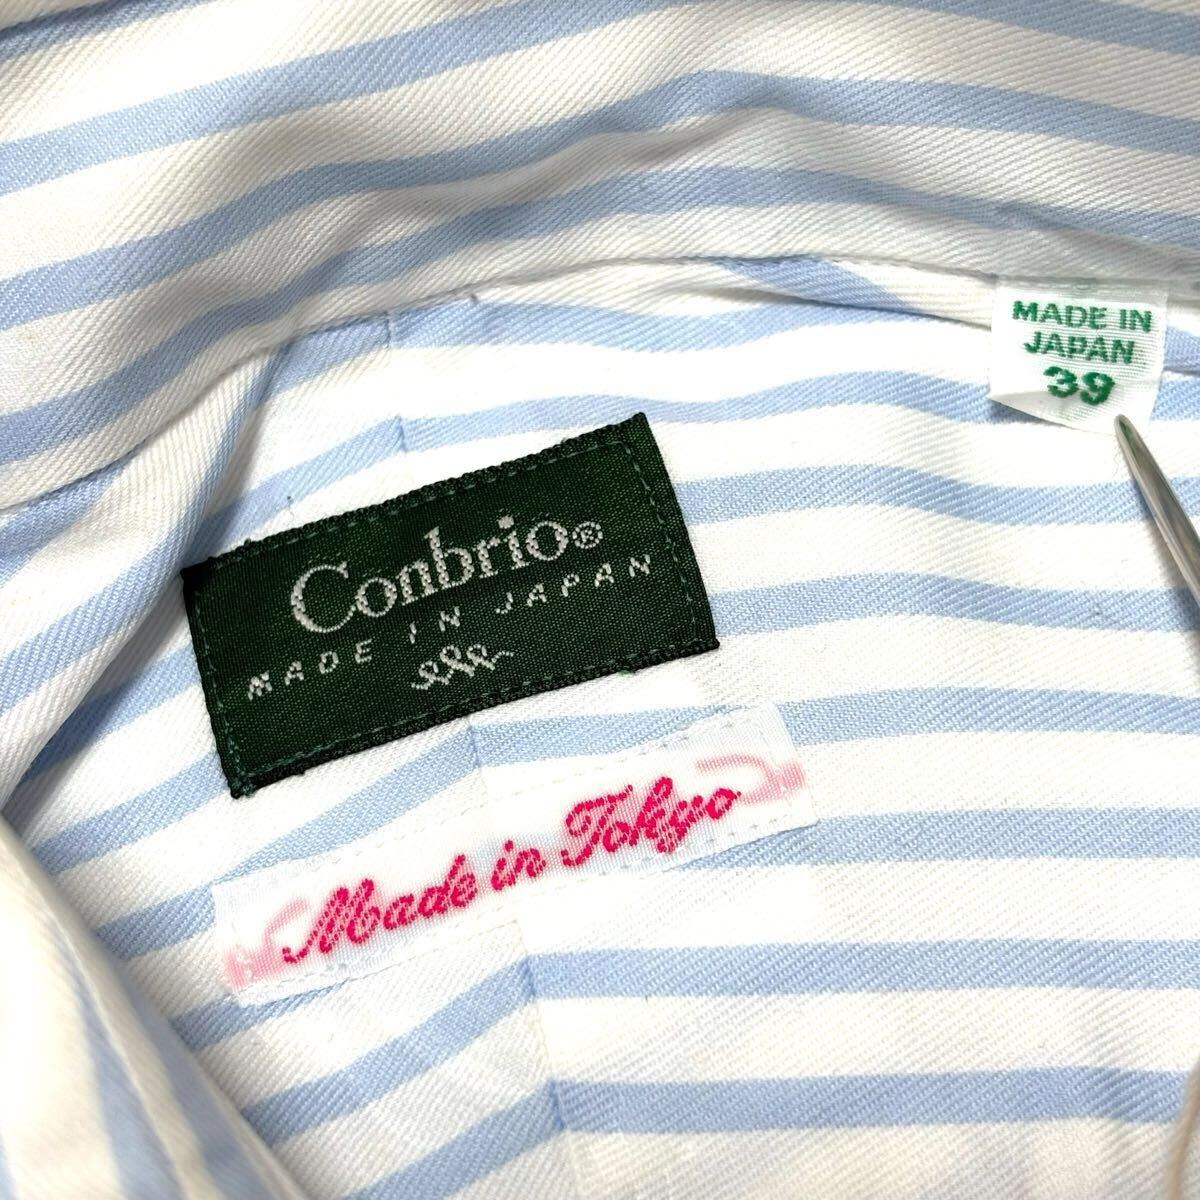 MADE IN
JAPAN
39
Conbrio®
MADE IN JAPAN
Made in Tokyo